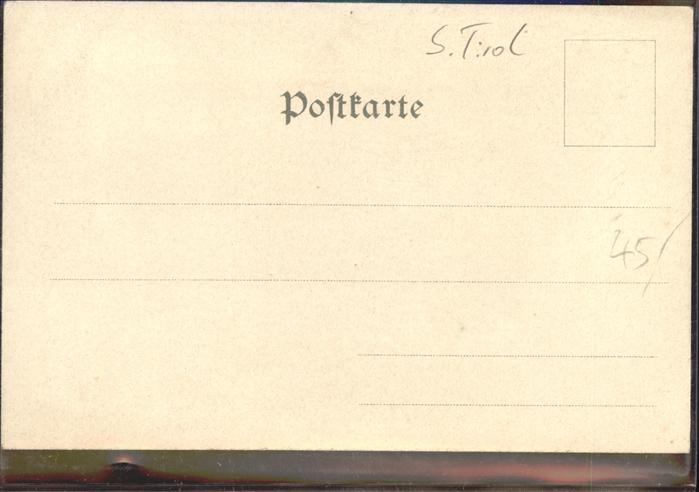 S. Tirol
Postkarte
45/